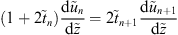 (1 + 2t̃ₙ) dũₙ/dz̃ = 2t̃ₙ₊₁ dũₙ₊₁/dz̃